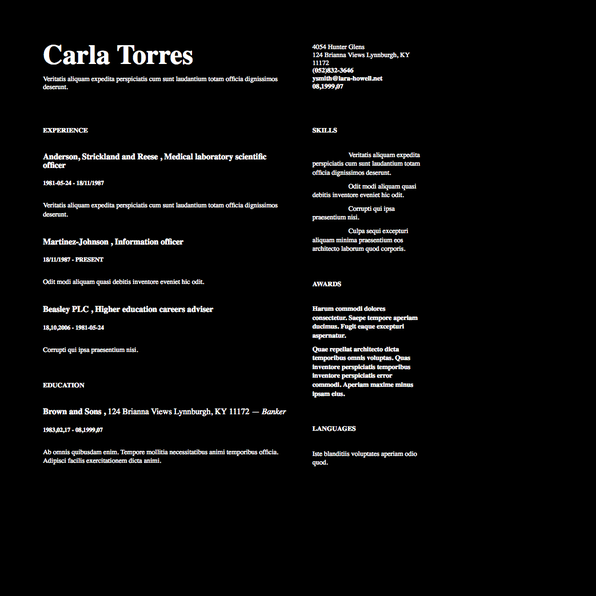 Carla Torres
Veritatis aliquam expedita perspiciatis cum sunt laudantium totam officia dignissimos
deserunt.
4054 Hunter Glens
124 Brianna Views Lynnburgh, KY
11172
(052)832-3646
ysmith@lara-howell.net
08,1999,07
EXPERIENCE
Anderson, Strickland and Reese , Medical laboratory scientific
officer
1981-05-24 - 18/11/1987
Veritatis aliquam expedita perspiciatis cum sunt laudantium totam officia dignissimos
deserunt.
Martinez-Johnson , Information officer
18/11/1987 - PRESENT
Odit modi aliquam quasi debitis inventore eveniet hic odit.
Beasley PLC , Higher education careers adviser
18,10,2006 - 1981-05-24
Corrupti qui ipsa praesentium nisi.
EDUCATION
Brown and Sons , 124 Brianna Views Lynnburgh, KY 11172 — Banker
1983,02,17 - 08,1999,07
Ab omnis quibusdam enim. Tempore mollitia necessitatibus animi temporibus officia.
Adipisci facilis exercitationem dicta animi.
SKILLS
Veritatis aliquam expedita
perspiciatis cum sunt laudantium totam
officia dignissimos deserunt.
Odit modi aliquam quasi
debitis inventore eveniet hic odit.
Corrupti qui ipsa
praesentium nisi.
Culpa sequi excepturi
aliquam minima praesentium eos
architecto laborum quod corporis.
AWARDS
Harum commodi dolores
consectetur. Saepe tempore aperiam
ducimus. Fugit eaque excepturi
aspernatur.
Quae repellat architecto dicta
temporibus omnis voluptas. Quas
inventore perspiciatis temporibus
inventore perspiciatis error
commodi. Aperiam maxime minus
ipsam eius.
LANGUAGES
Iste blanditiis voluptates aperiam odio
quod.